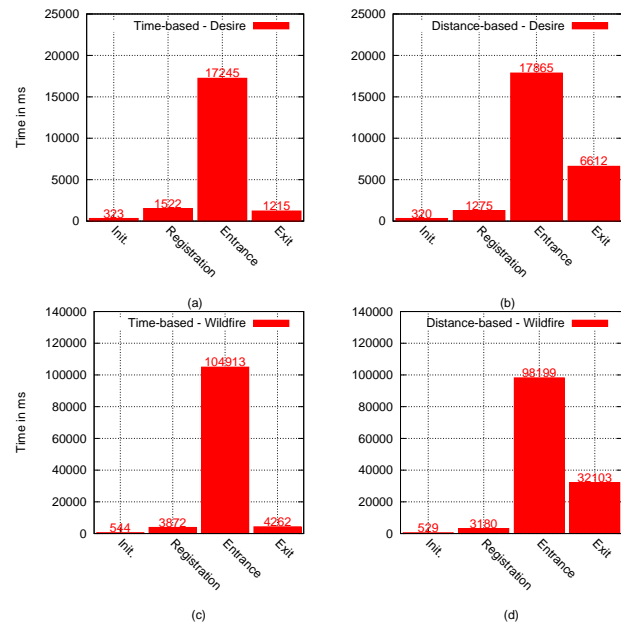 25000
20000
15000
10000
5000
0
Time in ms
Time-based - Desire
323
1522
17245
1215
Init.
Registration
Entrance
Exit
(a)
25000
20000
15000
10000
5000
0
Distance-based - Desire
320
1275
17865
6612
Init.
Registration
Entrance
Exit
(b)
140000
120000
100000
80000
60000
40000
20000
0
Time in ms
Time-based - Wildfire
544
3872
104913
4262
Init.
Registration
Entrance
Exit
(c)
140000
120000
100000
80000
60000
40000
20000
0
Distance-based - Wildfire
529
3180
98199
32103
Init.
Registration
Entrance
Exit
(d)